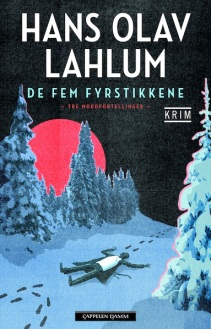 HANS OLAV
LAHLUM
DE FEM FYRSTIKKENE
– TRE MORDFORTELLINGER –
KRIM
CAPPELEN DAMM